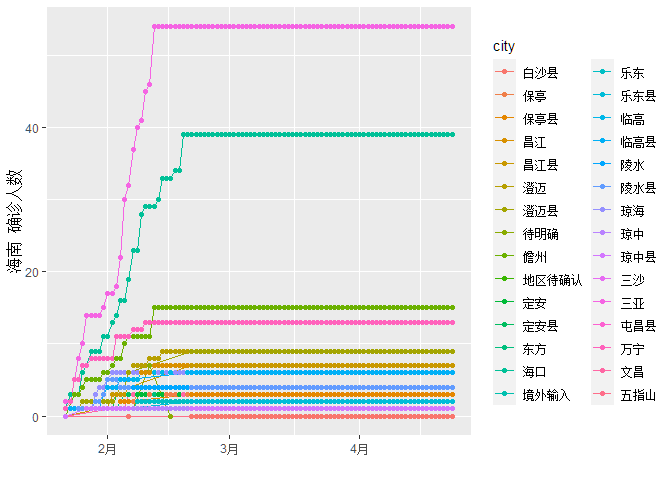 city
海南 确诊人数
40
20
0
2月
3月
4月
白沙县
保亭
保亭县
昌江
昌江县
澄迈
澄迈县
待明确
儋州
地区待确认
定安
定安县
东方
海口
境外输入
乐东
乐东县
临高
临高县
陵水
陵水县
琼海
琼中
琼中县
三沙
三亚
屯昌县
万宁
文昌
五指山